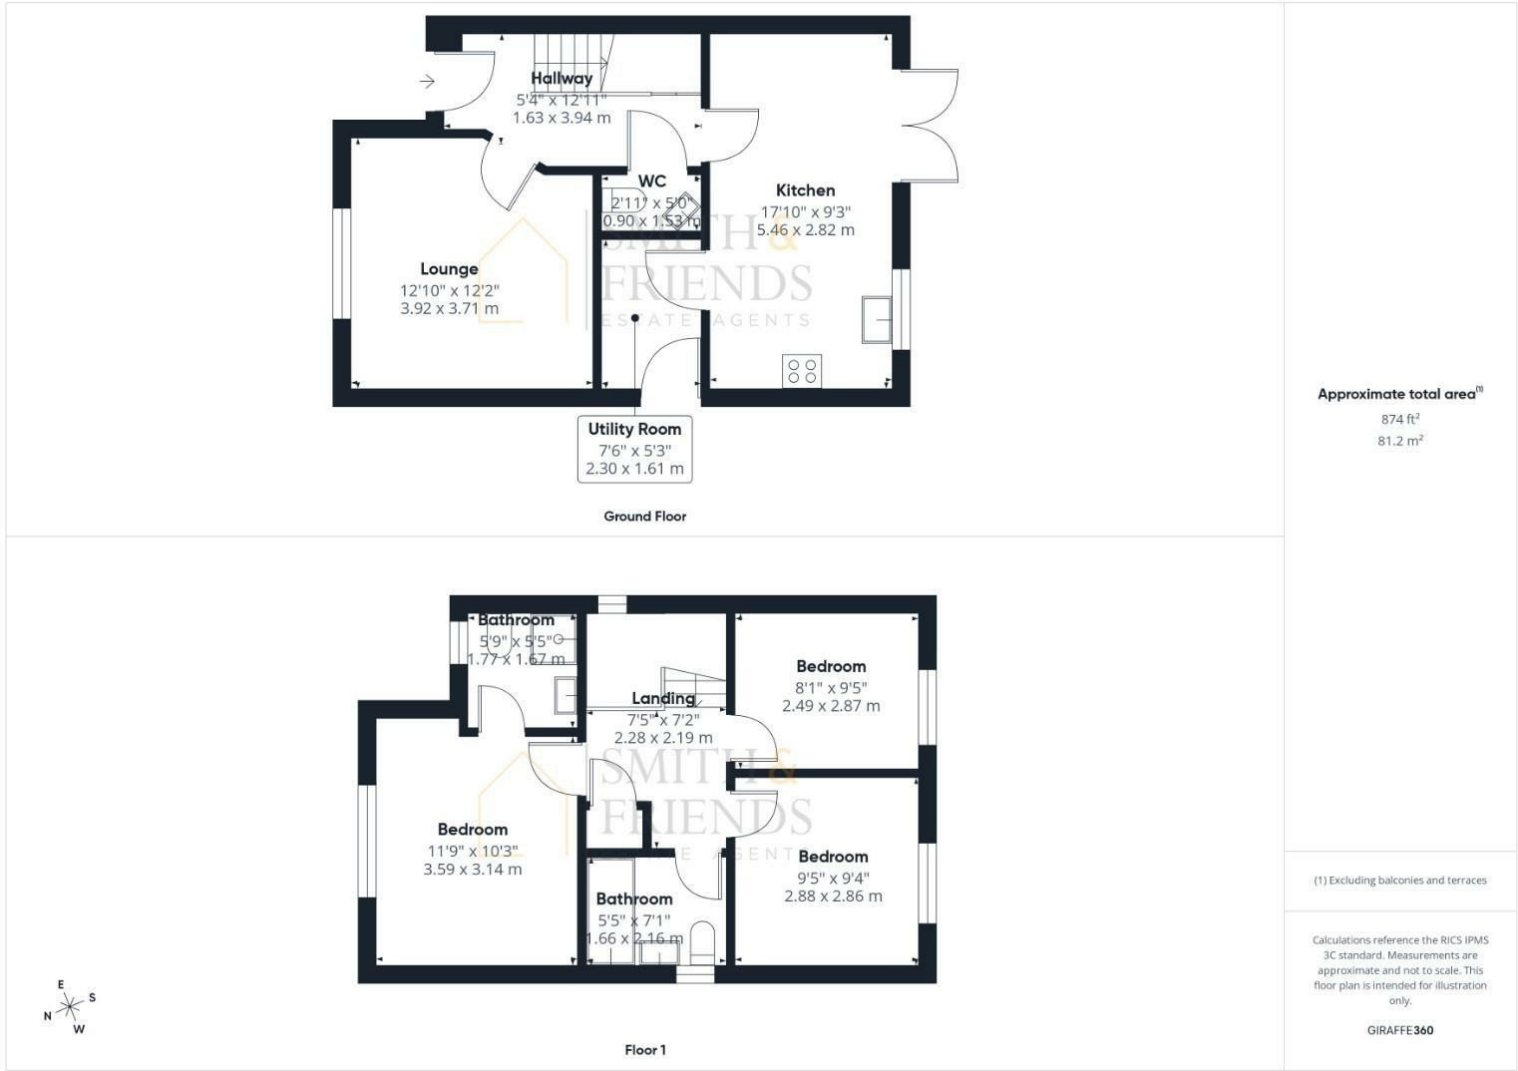 Hallway
5'4" x 12'11"
1.63 x 3.94 m
WC
2'11" x 5'0"
0.90 x 1.53 m
Kitchen
17'10" x 9'3"
5.46 x 2.82 m
Lounge
12'10" x 12'2"
3.92 x 3.71 m
SMITH &
FRIENDS
ESTATE AGENTS
Utility Room
7'6" x 5'3"
2.30 x 1.61 m
Ground Floor
Approximate total area(1)
874 ft²
81.2 m²
Bathroom
5'9" x 5'5"
1.77 x 1.67 m
Landing
7'5" x 7'2"
2.28 x 2.19 m
Bedroom
8'1" x 9'5"
2.49 x 2.87 m
SMITH &
FRIENDS
ESTATE AGENTS
Bedroom
11'9" x 10'3"
3.59 x 3.14 m
Bedroom
9'5" x 9'4"
2.88 x 2.86 m
Bathroom
5'5" x 7'1"
1.66 x 2.16 m
E
S
N
W
Floor 1
(1) Excluding balconies and terraces
Calculations reference the RICS IPMS
3C standard. Measurements are
approximate and not to scale. This
floor plan is intended for illustration
only.
GIRAFFE360